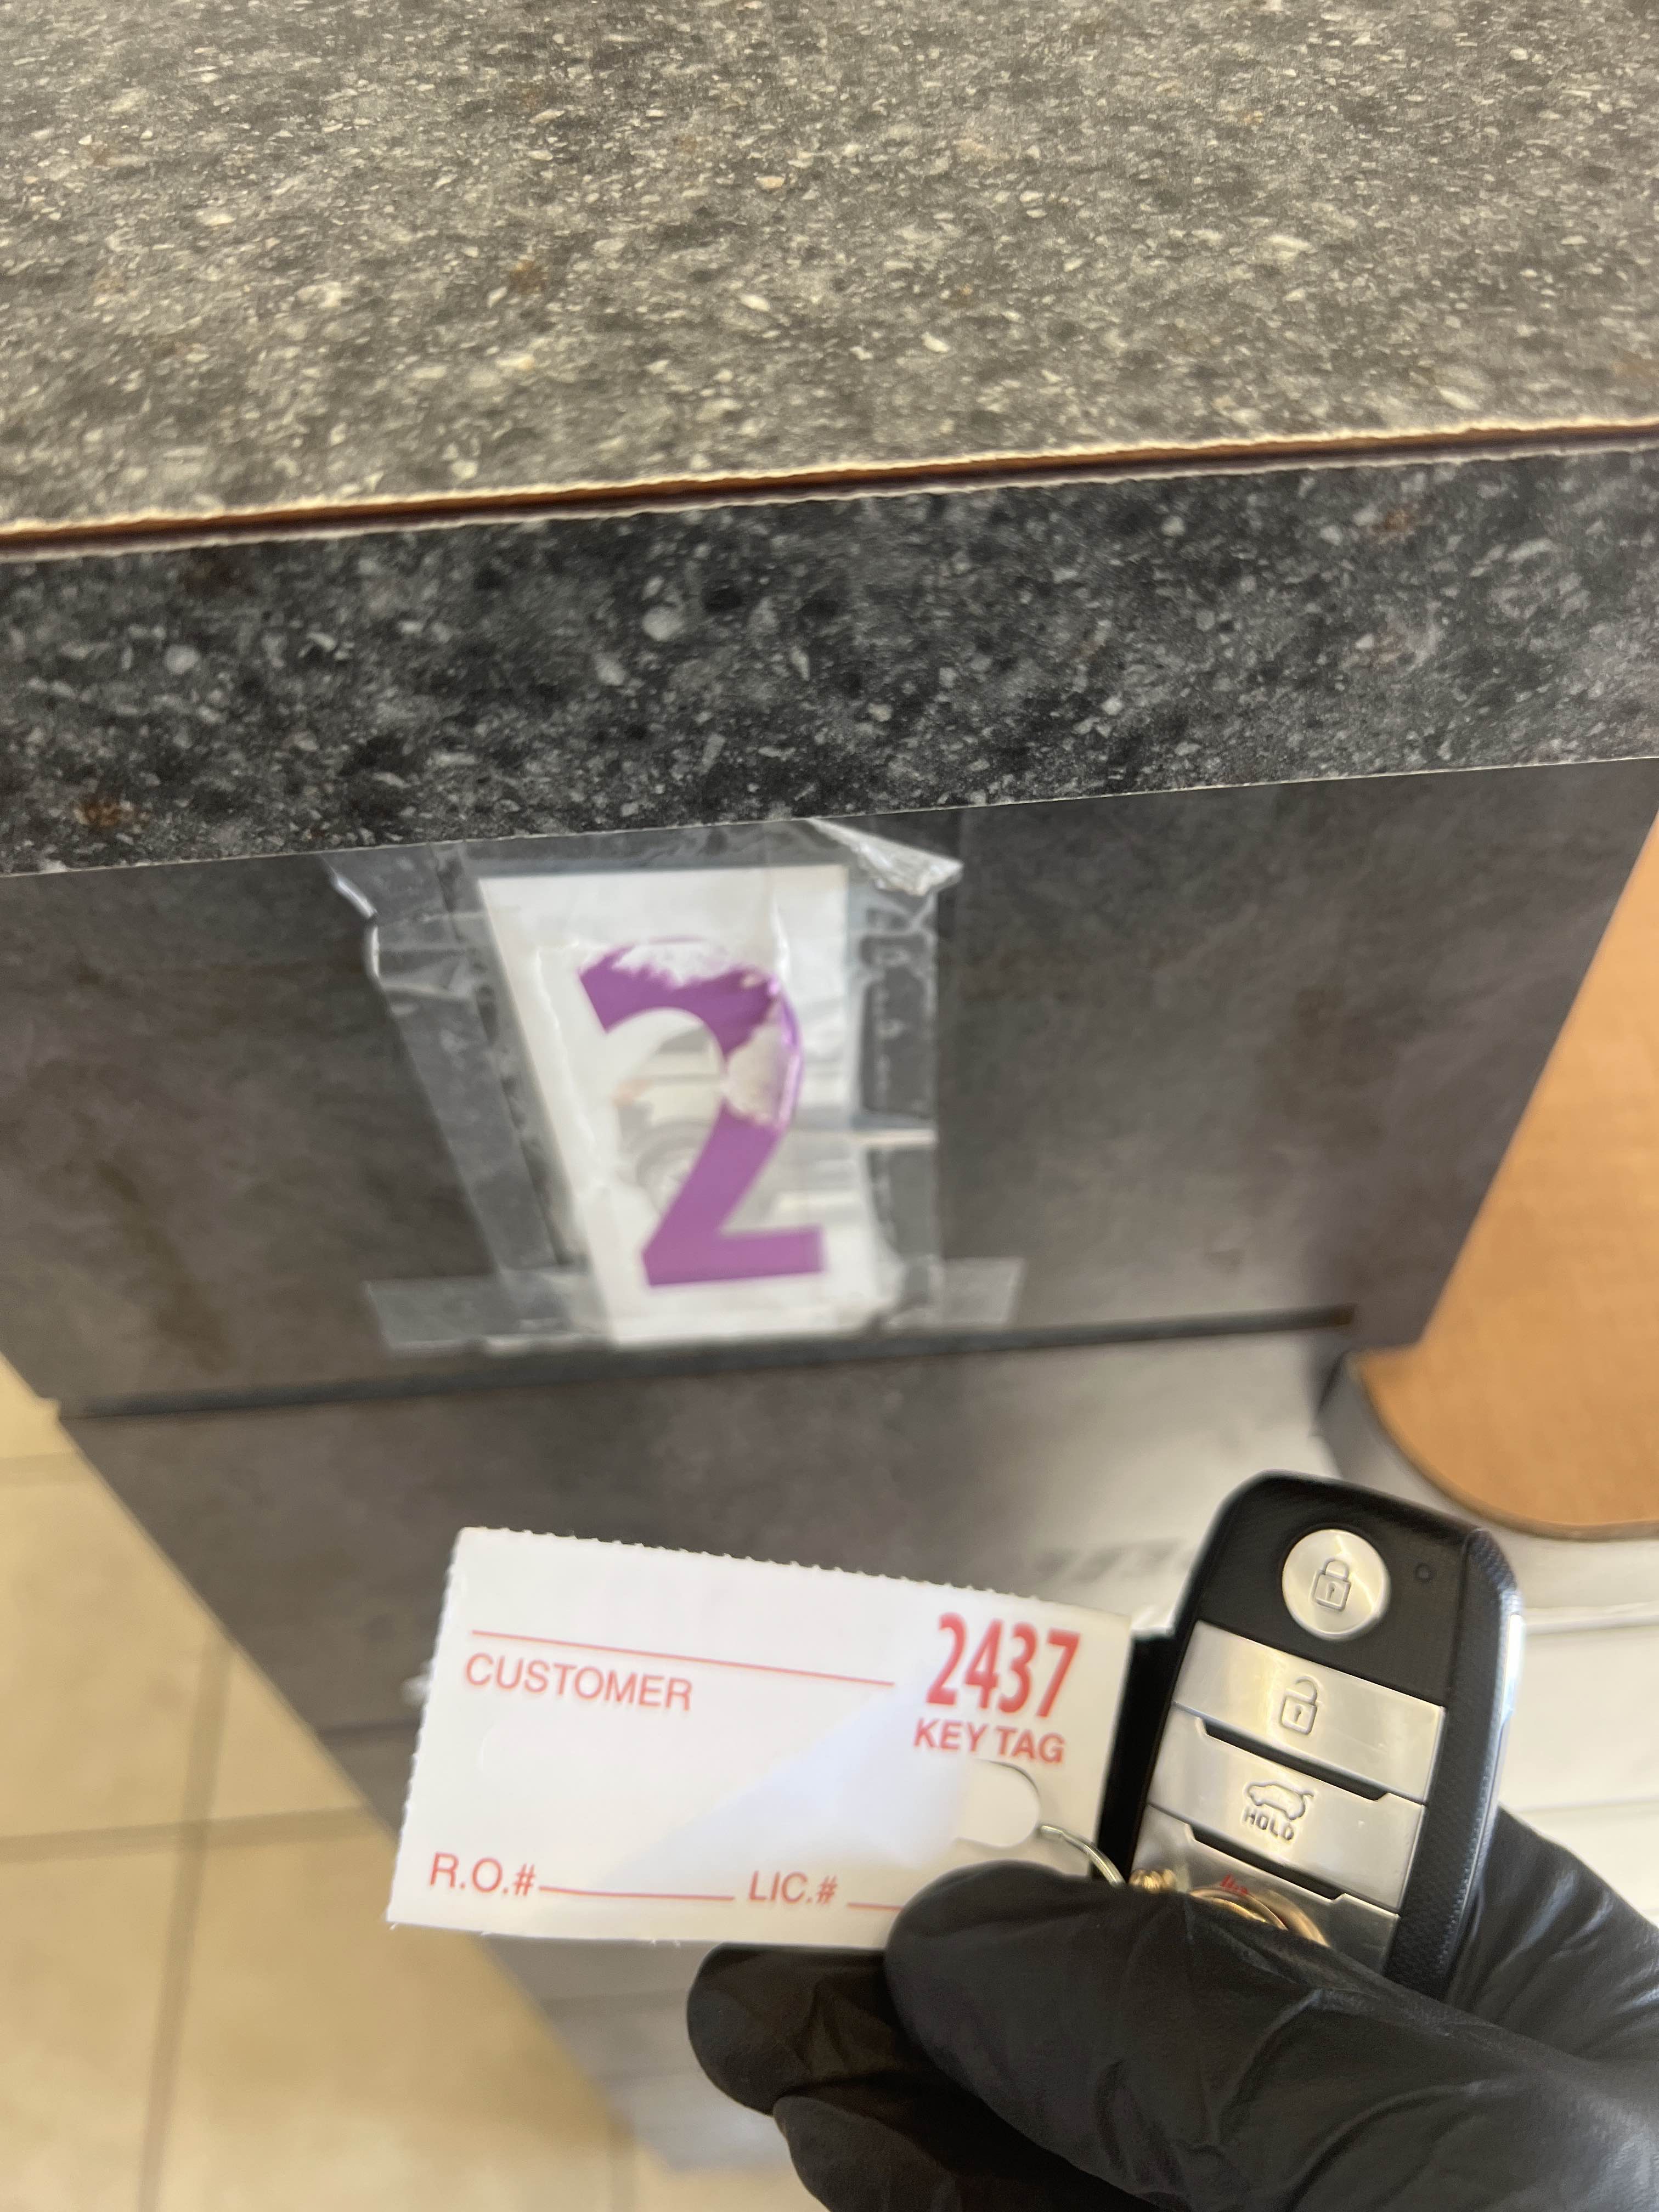 2
2437
CUSTOMER
KEY TAG
R.O.# LIC.#
HOLD